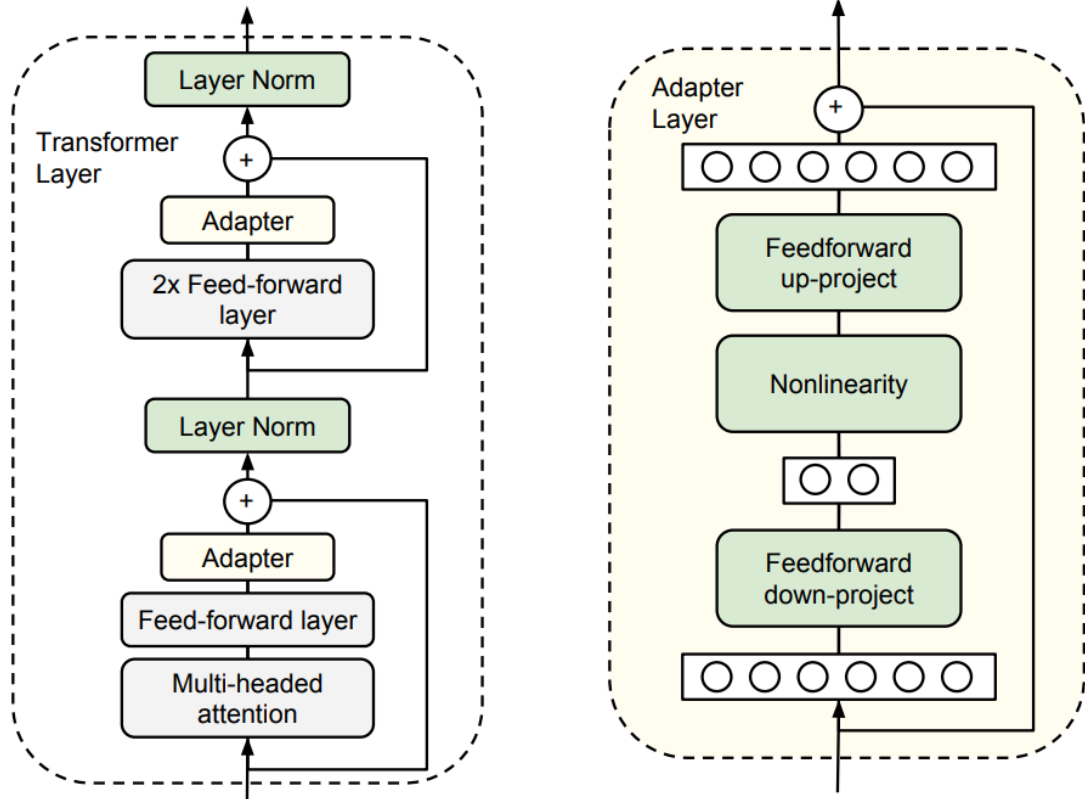 Layer Norm
Transformer
Layer
+
Adapter
2x Feed-forward
layer
Layer Norm
+
Adapter
Feed-forward layer
Multi-headed
attention
Adapter
Layer
+
Feedforward
up-project
Nonlinearity
Feedforward
down-project